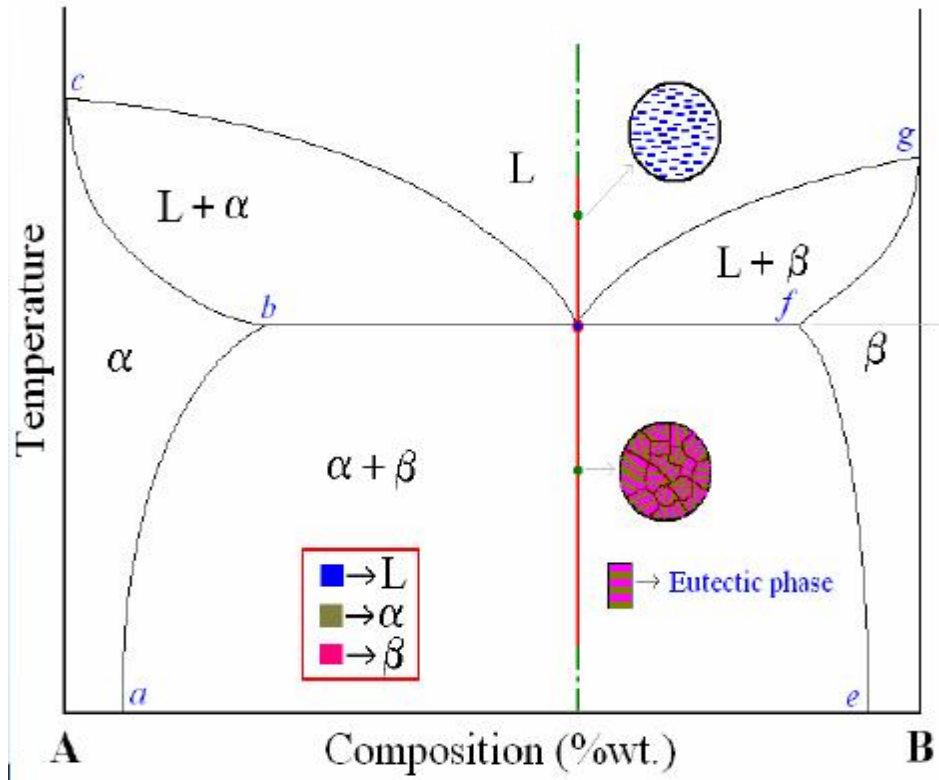 c
g
L
L + α
L + β
b
f
α
β
Temperature
α + β
→ L
→ α
→ β
→ Eutectic phase
a
e
A
Composition (%wt.)
B